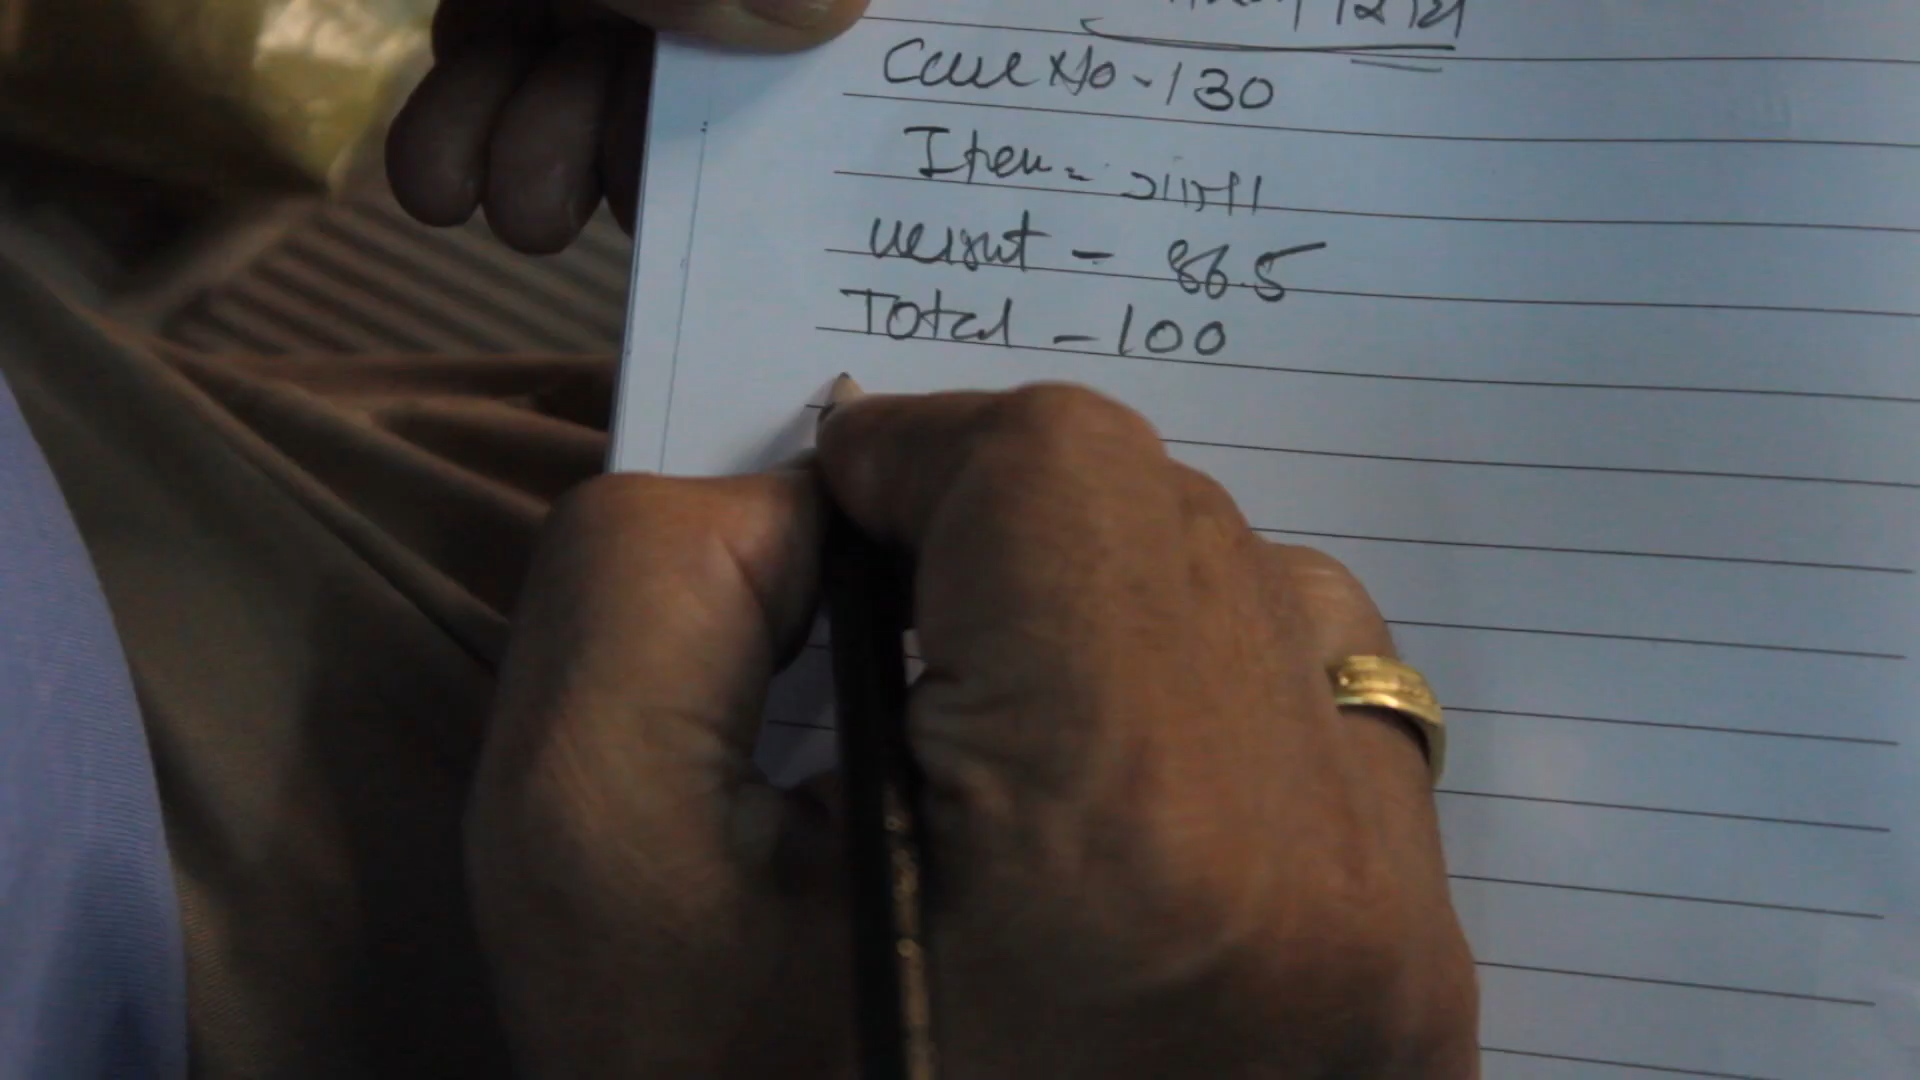 Case No - 130
Item = गांजा
Weight - 86.5
Total - 100